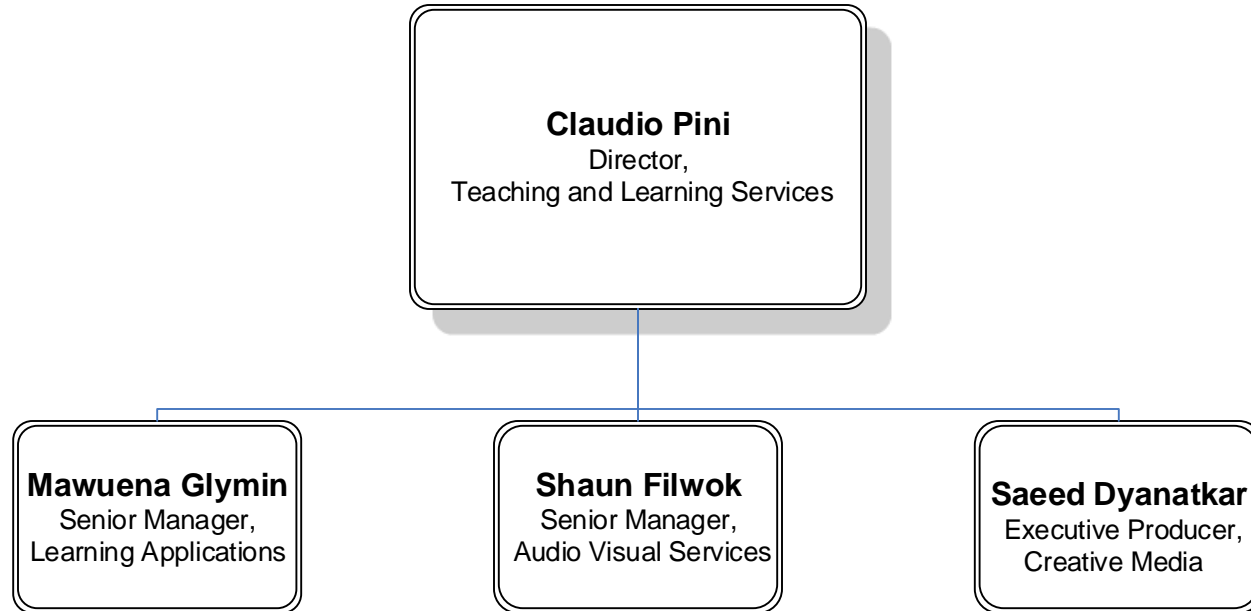 Claudio Pini
Director,
Teaching and Learning Services
Mawuena Glymin
Senior Manager,
Learning Applications
Shaun Filwok
Senior Manager,
Audio Visual Services
Saeed Dyanatkar
Executive Producer,
Creative Media